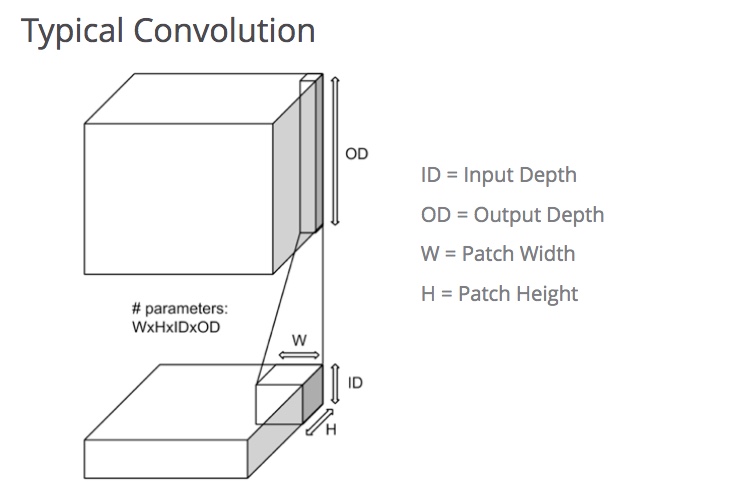 Typical Convolution
OD
ID = Input Depth
OD = Output Depth
W = Patch Width
H = Patch Height
# parameters:
WxHxIDxOD
W
ID
H